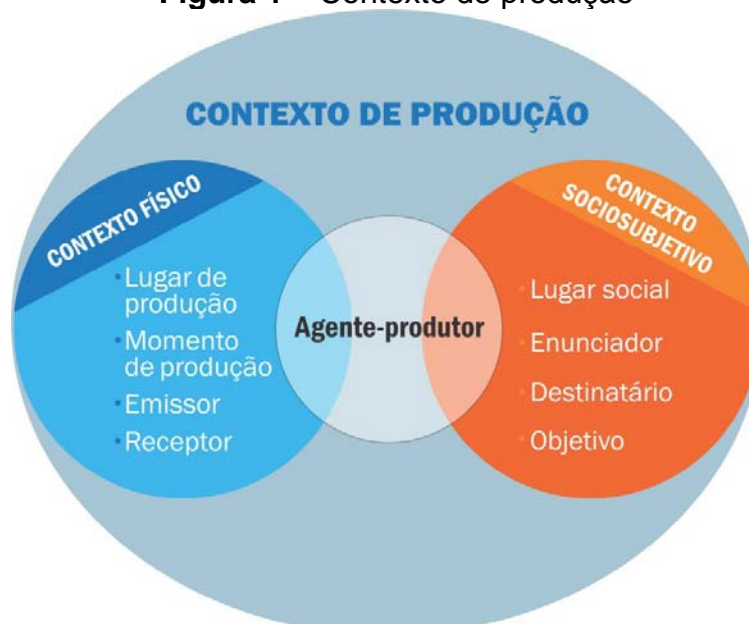 CONTEXTO DE PRODUÇÃO
CONTEXTO FÍSICO
• Lugar de
produção
• Momento
de produção
• Emissor
• Receptor
Agente-produtor
CONTEXTO
SOCIOSUBJETIVO
• Lugar social
• Enunciador
• Destinatário
• Objetivo